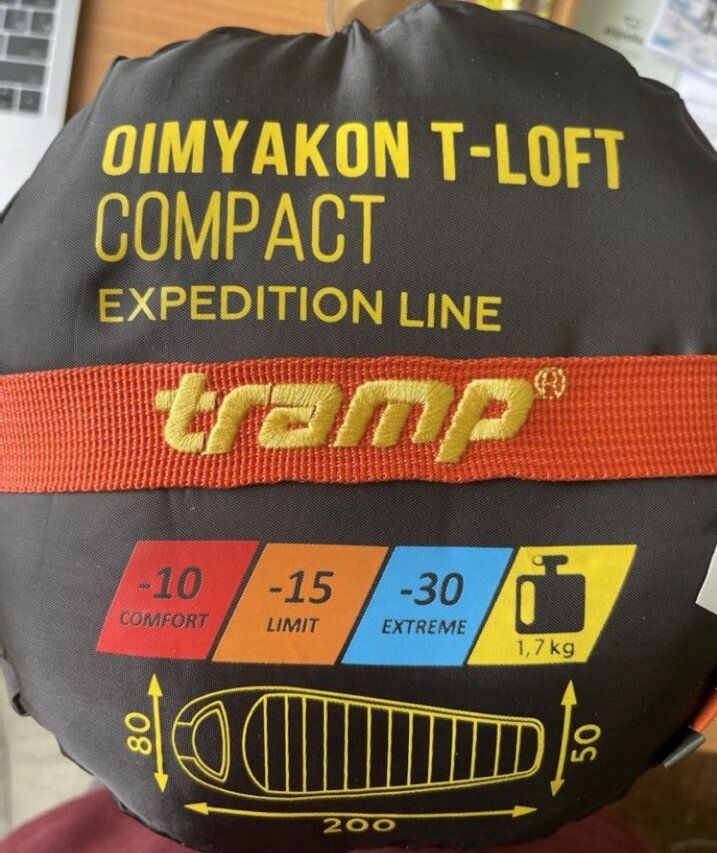 OIMYAKON T-LOFT
COMPACT
EXPEDITION LINE
tramp®
-10 -15 -30
COMFORT LIMIT EXTREME 1,7 kg
80 50
200